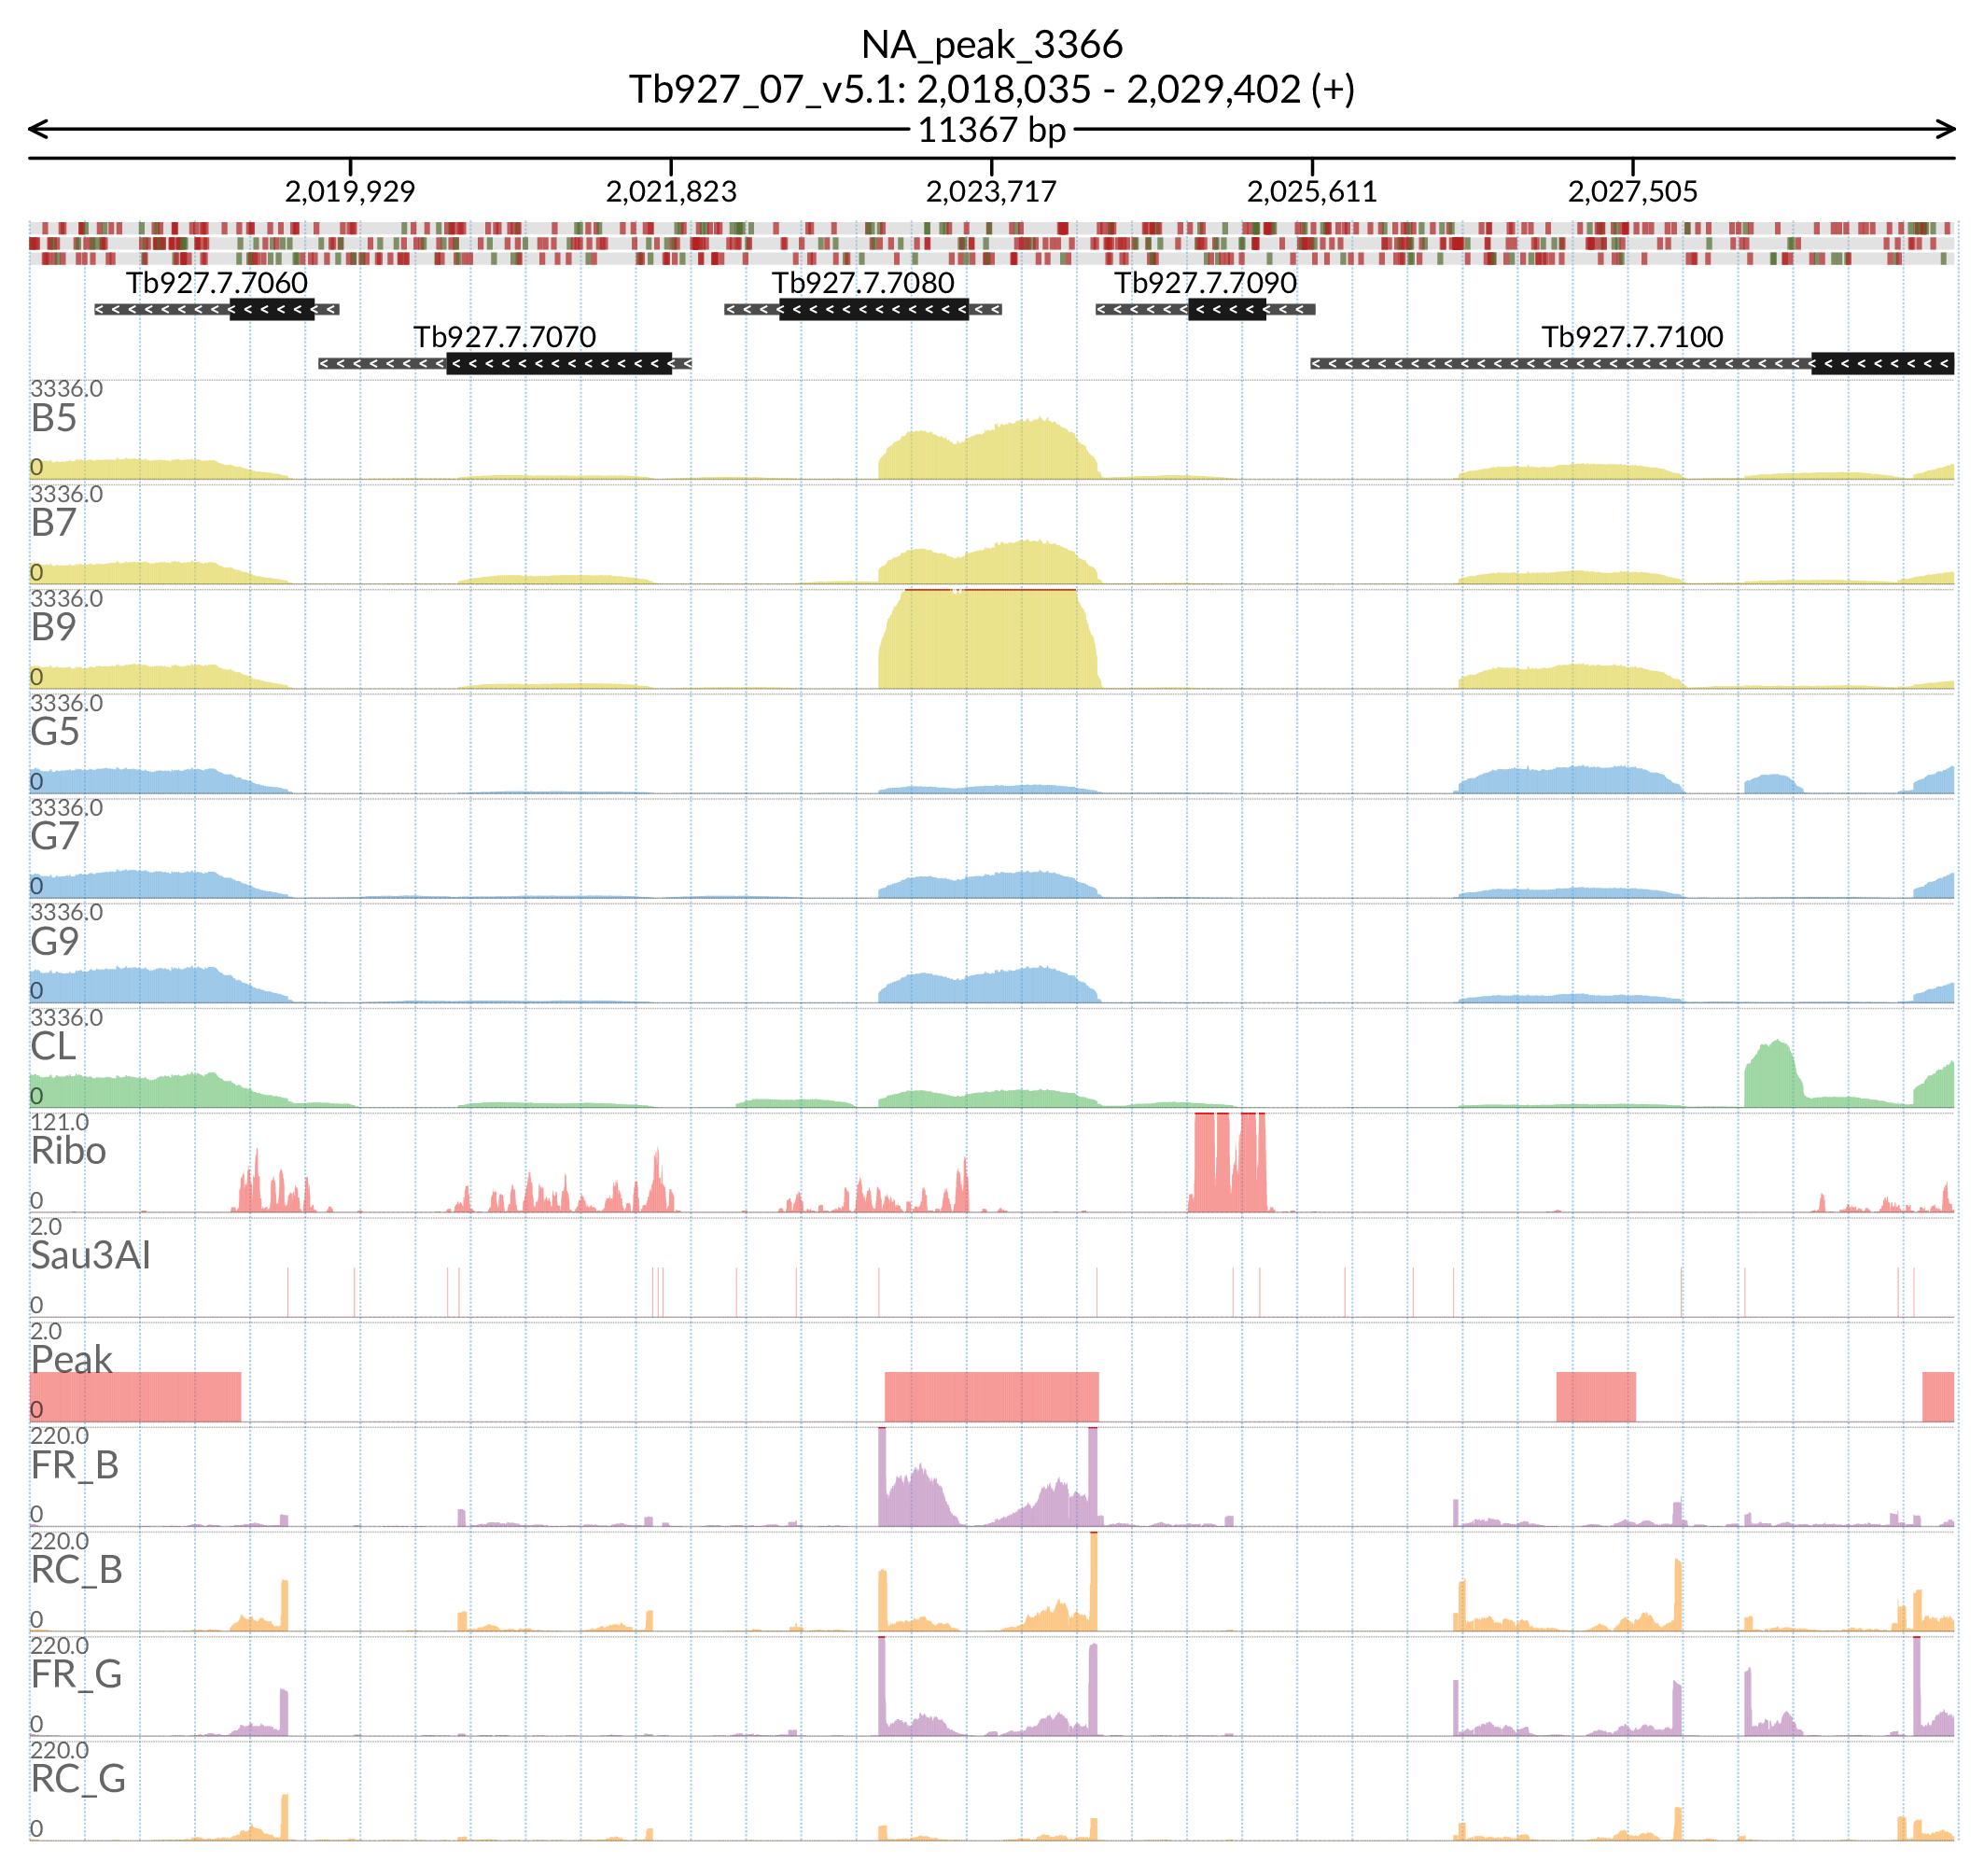 NA_peak_3366
Tb927_07_v5.1: 2,018,035 - 2,029,402 (+)
11367 bp
2,019,929 2,021,823 2,023,717 2,025,611 2,027,505
Tb927.7.7060 Tb927.7.7080 Tb927.7.7090
Tb927.7.7070 Tb927.7.7100
3336.0
B5
0
3336.0
B7
0
3336.0
B9
0
3336.0
G5
0
3336.0
G7
0
3336.0
G9
0
3336.0
CL
0
121.0
Ribo
0
2.0
Sau3AI
0
2.0
Peak
0
220.0
FR_B
0
220.0
RC_B
0
220.0
FR_G
0
220.0
RC_G
0